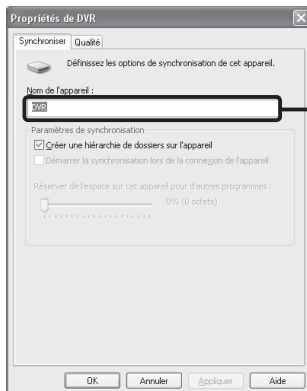 Propriétés de DVR
Synchroniser Qualité
Définissez les options de synchronisation de cet appareil.
Nom de l'appareil :
DVR
Paramètres de synchronisation
Créer une hiérarchie de dossiers sur l'appareil
Démarrer la synchronisation lors de la connexion de l'appareil
Réserver de l'espace sur cet appareil pour d'autres programmes :
0% (0 octets)
OK Annuler Appliquer Aide